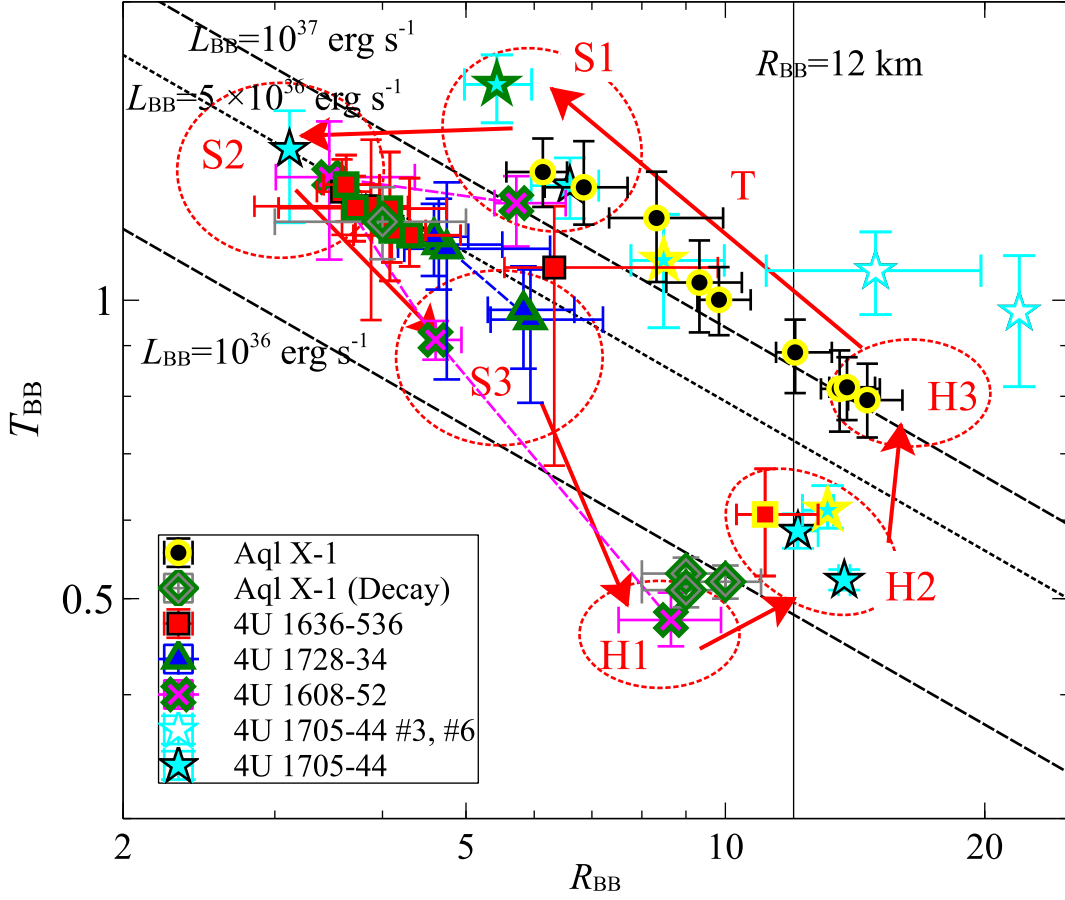 L_BB=10^37 erg s^-1
S1
R_BB=12 km
L_BB=5 ×10^36 erg s^-1
S2
T
1
L_BB=10^36 erg s^-1
S3
H3
T_BB
Aql X-1
Aql X-1 (Decay)
0.5
4U 1636-536
H2
4U 1728-34
H1
4U 1608-52
4U 1705-44 #3, #6
4U 1705-44
2
5
10
20
R_BB